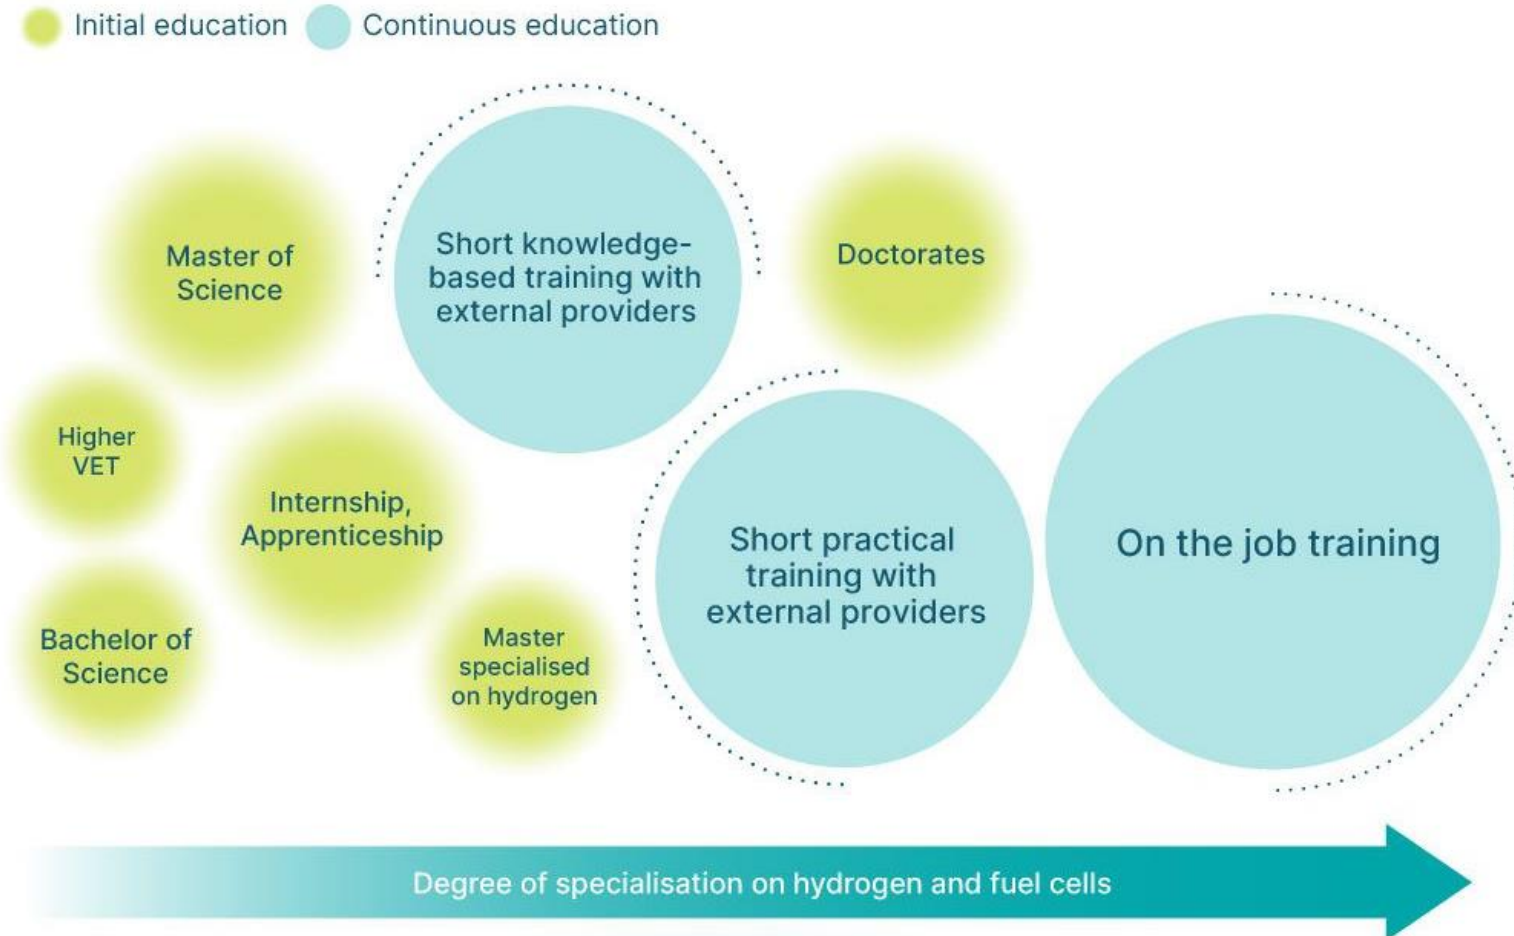 Initial education
Continuous education
Master of
Science
Short knowledge-
based training with
external providers
Doctorates
Higher
VET
Internship,
Apprenticeship
Short practical
training with
external providers
On the job training
Bachelor of
Science
Master
specialised
on hydrogen
Degree of specialisation on hydrogen and fuel cells